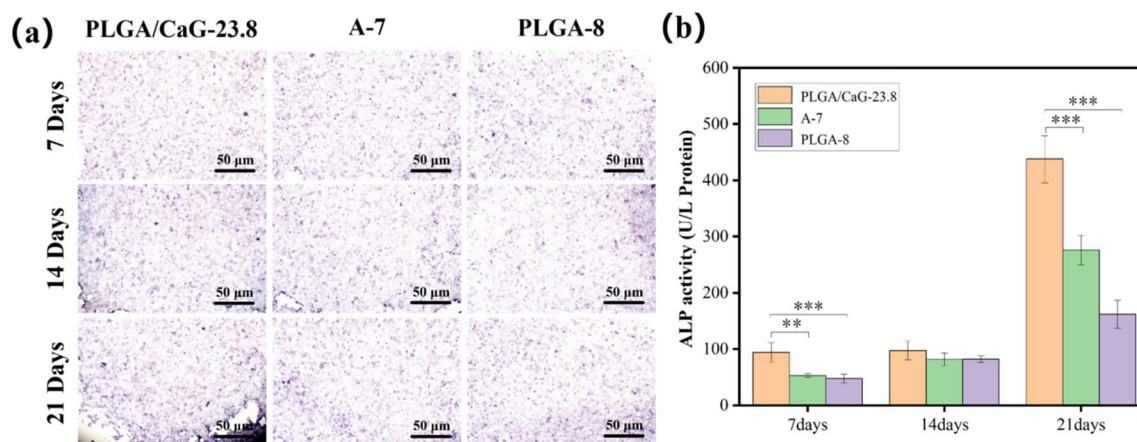 (a)
PLGA/CaG-23.8 A-7 PLGA-8
7 Days
50 μm 50 μm 50 μm
14 Days
50 μm 50 μm 50 μm
21 Days
50 μm 50 μm 50 μm
(b)
ALP activity (U/L Protein)
600
500
400
300
200
100
0
PLGA/CaG-23.8
A-7
PLGA-8
***
***
***
**
7days 14days 21days